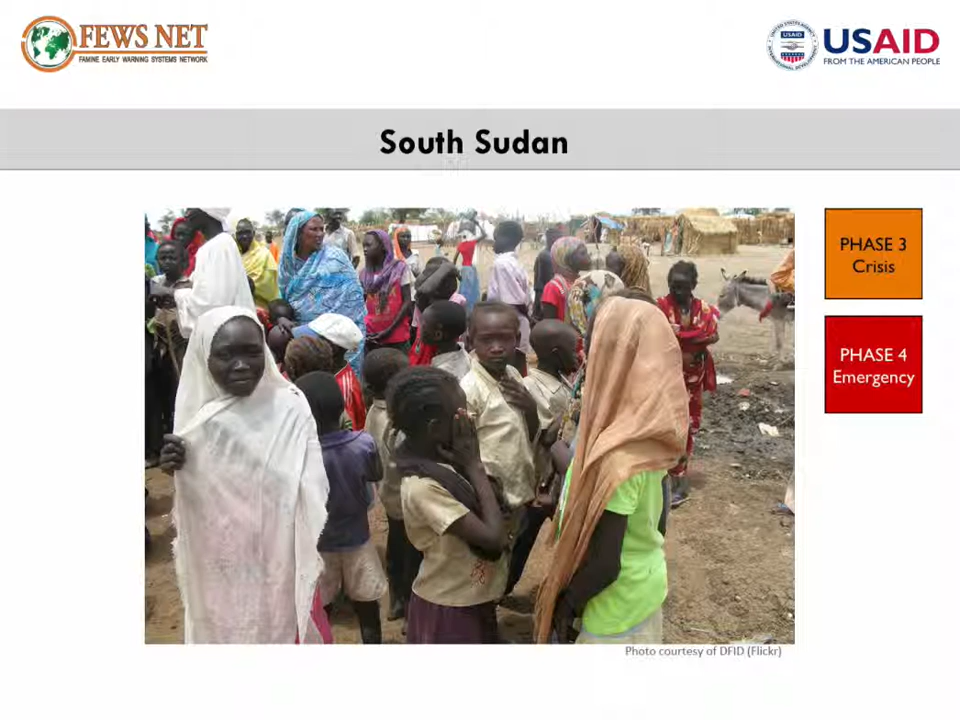 FEWS NET
FAMINE EARLY WARNING SYSTEMS NETWORK
USAID
FROM THE AMERICAN PEOPLE
South Sudan
PHASE 3
Crisis
PHASE 4
Emergency
Photo courtesy of DFID (Flickr)